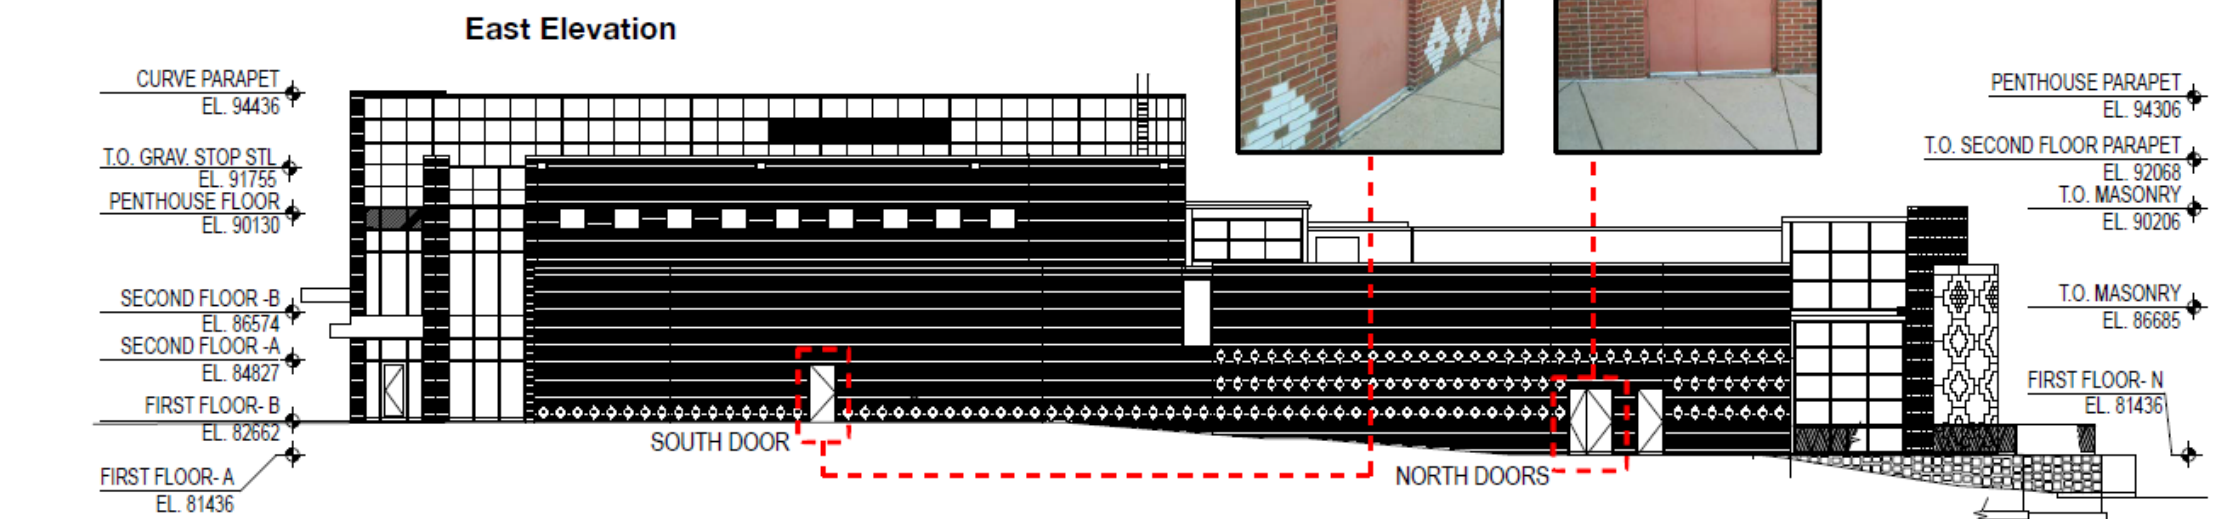 East Elevation
CURVE PARAPET
EL. 94436
T.O. GRAV. STOP STL
EL. 91755
PENTHOUSE FLOOR
EL. 90130
SECOND FLOOR -B
EL. 86574
SECOND FLOOR -A
EL. 84827
FIRST FLOOR- B
EL. 82662
FIRST FLOOR- A
EL. 81436
SOUTH DOOR
NORTH DOORS
PENTHOUSE PARAPET
EL. 94306
T.O. SECOND FLOOR PARAPET
EL. 92068
T.O. MASONRY
EL. 90206
T.O. MASONRY
EL. 86685
FIRST FLOOR- N
EL. 81436